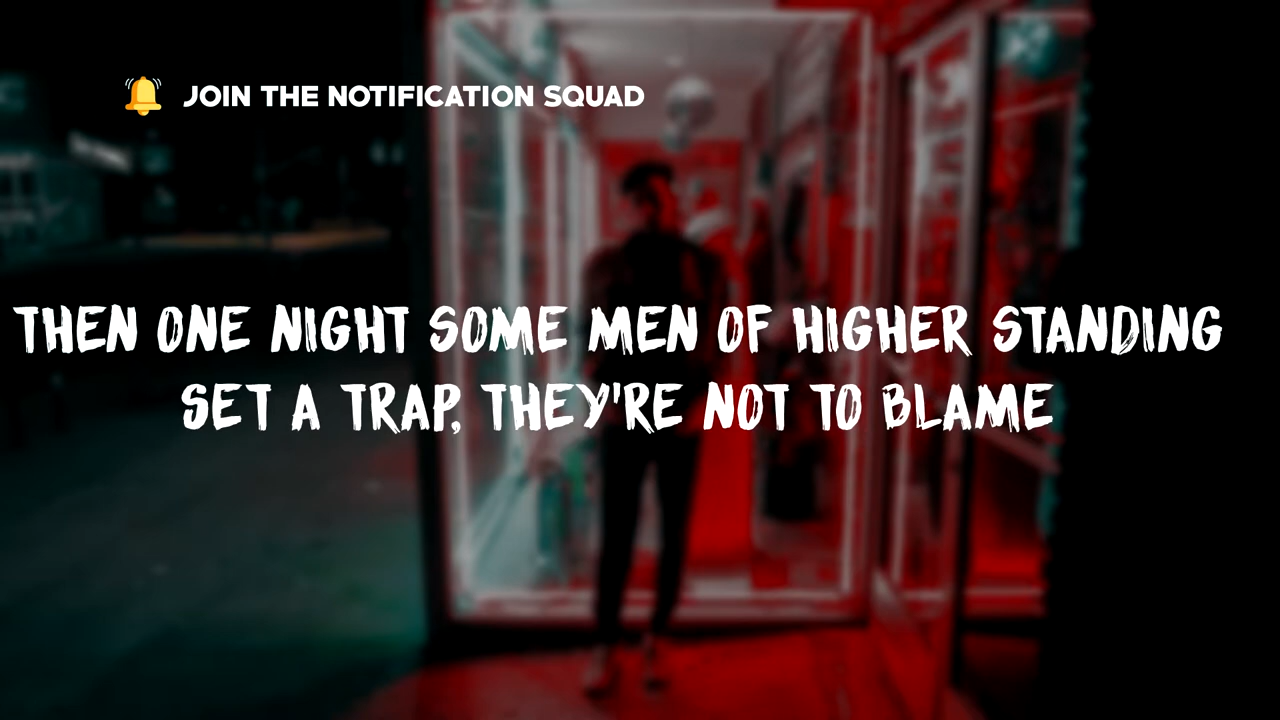 🔔 JOIN THE NOTIFICATION SQUAD
THEN ONE NIGHT SOME MEN OF HIGHER STANDING
SET A TRAP, THEY'RE NOT TO BLAME